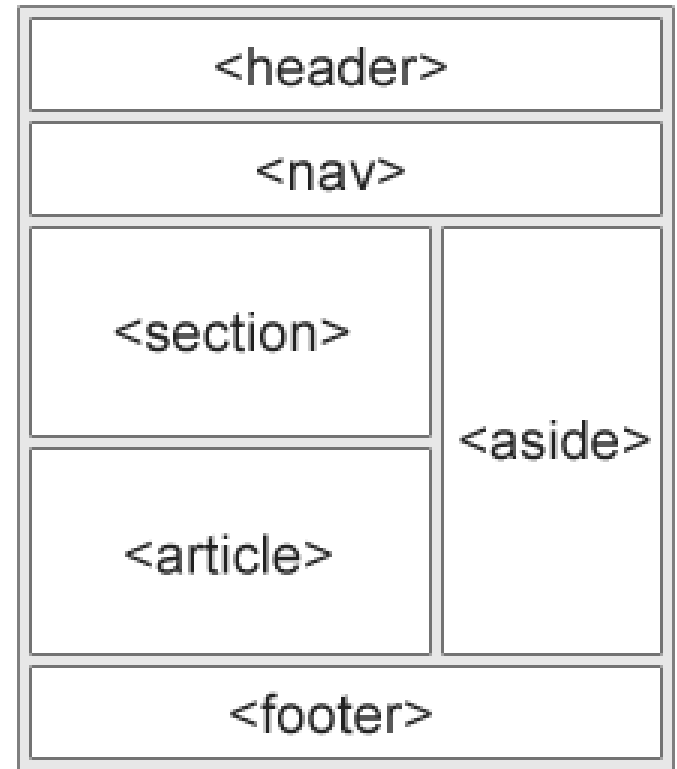 <header>
<nav>
<section>
<aside>
<article>
<footer>